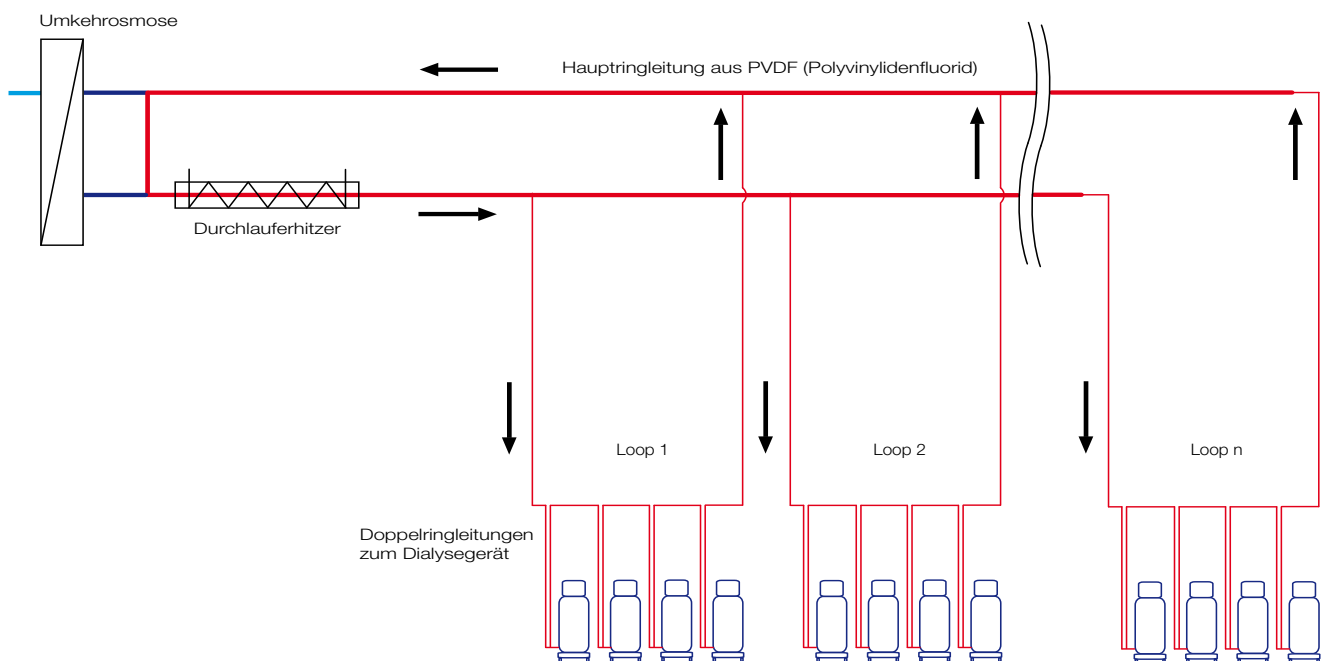 Umkehrosmose
Hauptringleitung aus PVDF (Polyvinylidenfluorid)
Durchlauferhitzer
Loop 1
Loop 2
Loop n
Doppelringleitungen
zum Dialysegerät